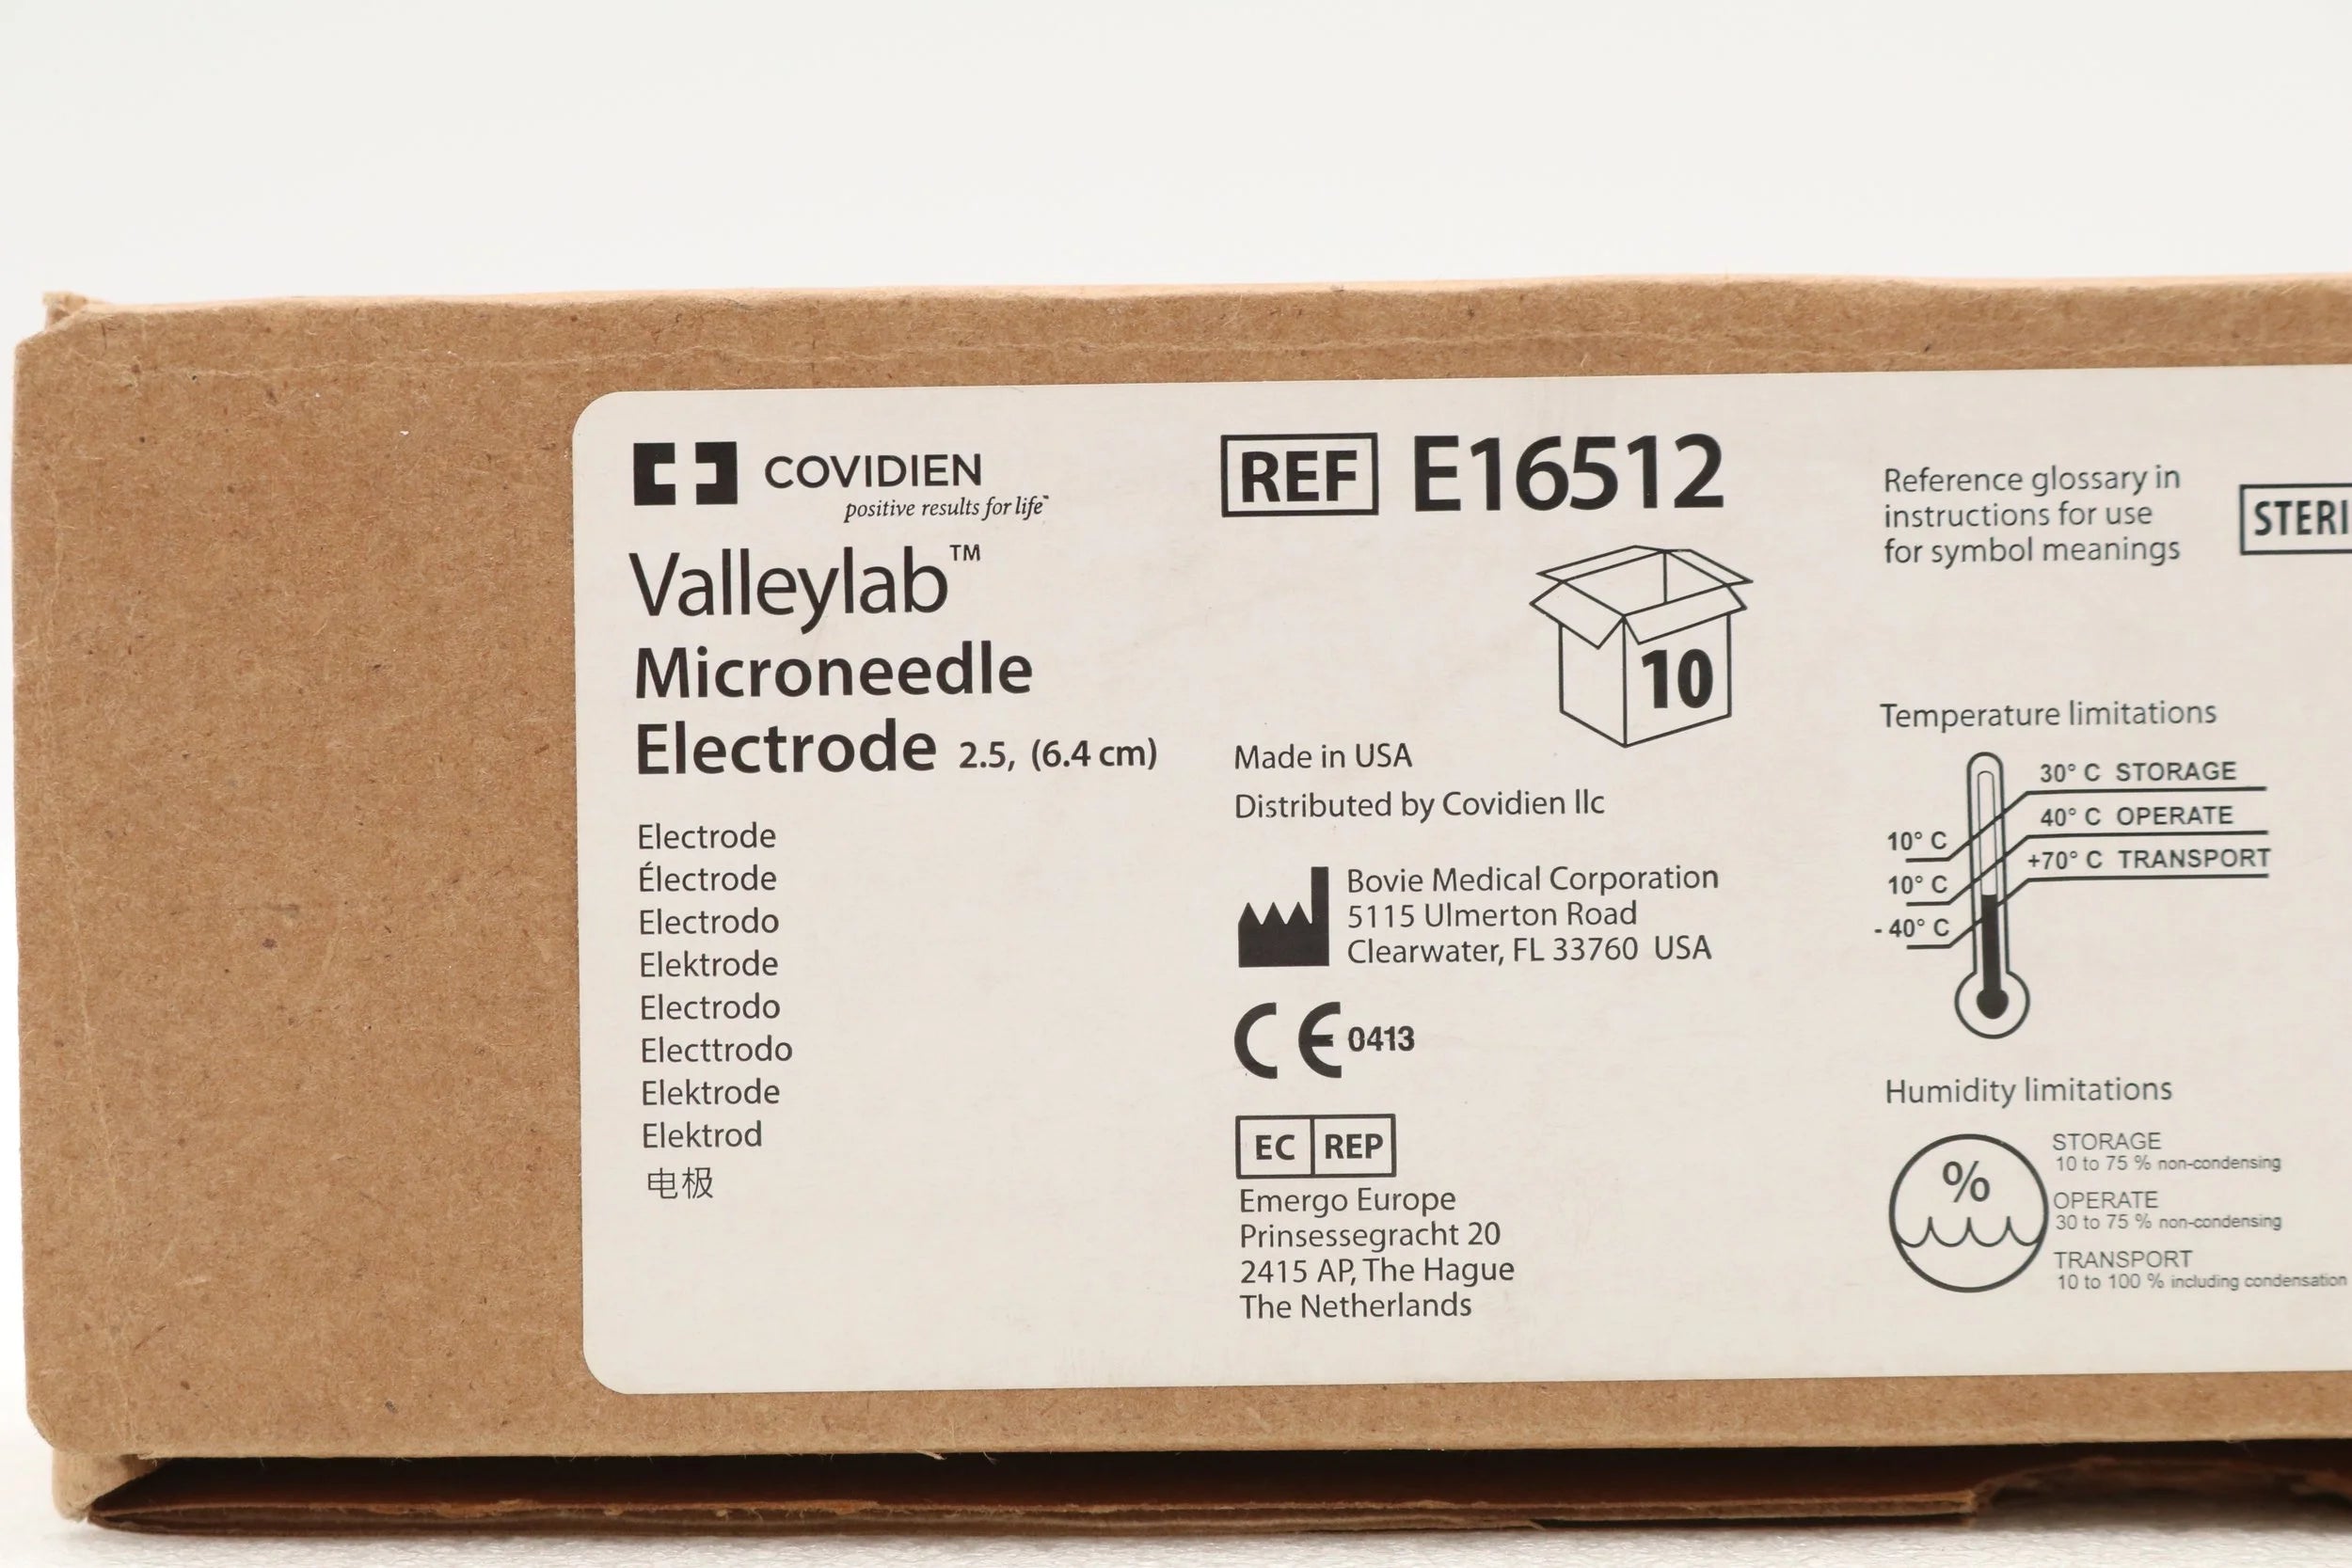 COVIDIEN
positive results for life™
Valleylab™
Microneedle
Electrode 2.5, (6.4 cm)
Electrode
Électrode
Electrodo
Elektrode
Electrodo
Electtrodo
Elektrode
Elektrod
电极
REF E16512
10
Made in USA
Distributed by Covidien llc
Bovie Medical Corporation
5115 Ulmerton Road
Clearwater, FL 33760 USA
CE 0413
EC REP
Emergo Europe
Prinsessegracht 20
2415 AP, The Hague
The Netherlands
Reference glossary in
instructions for use
for symbol meanings
STERI
Temperature limitations
30° C STORAGE
40° C OPERATE
+70° C TRANSPORT
10° C
10° C
- 40° C
Humidity limitations
%
STORAGE
10 to 75 % non-condensing
OPERATE
30 to 75 % non-condensing
TRANSPORT
10 to 100 % including condensation